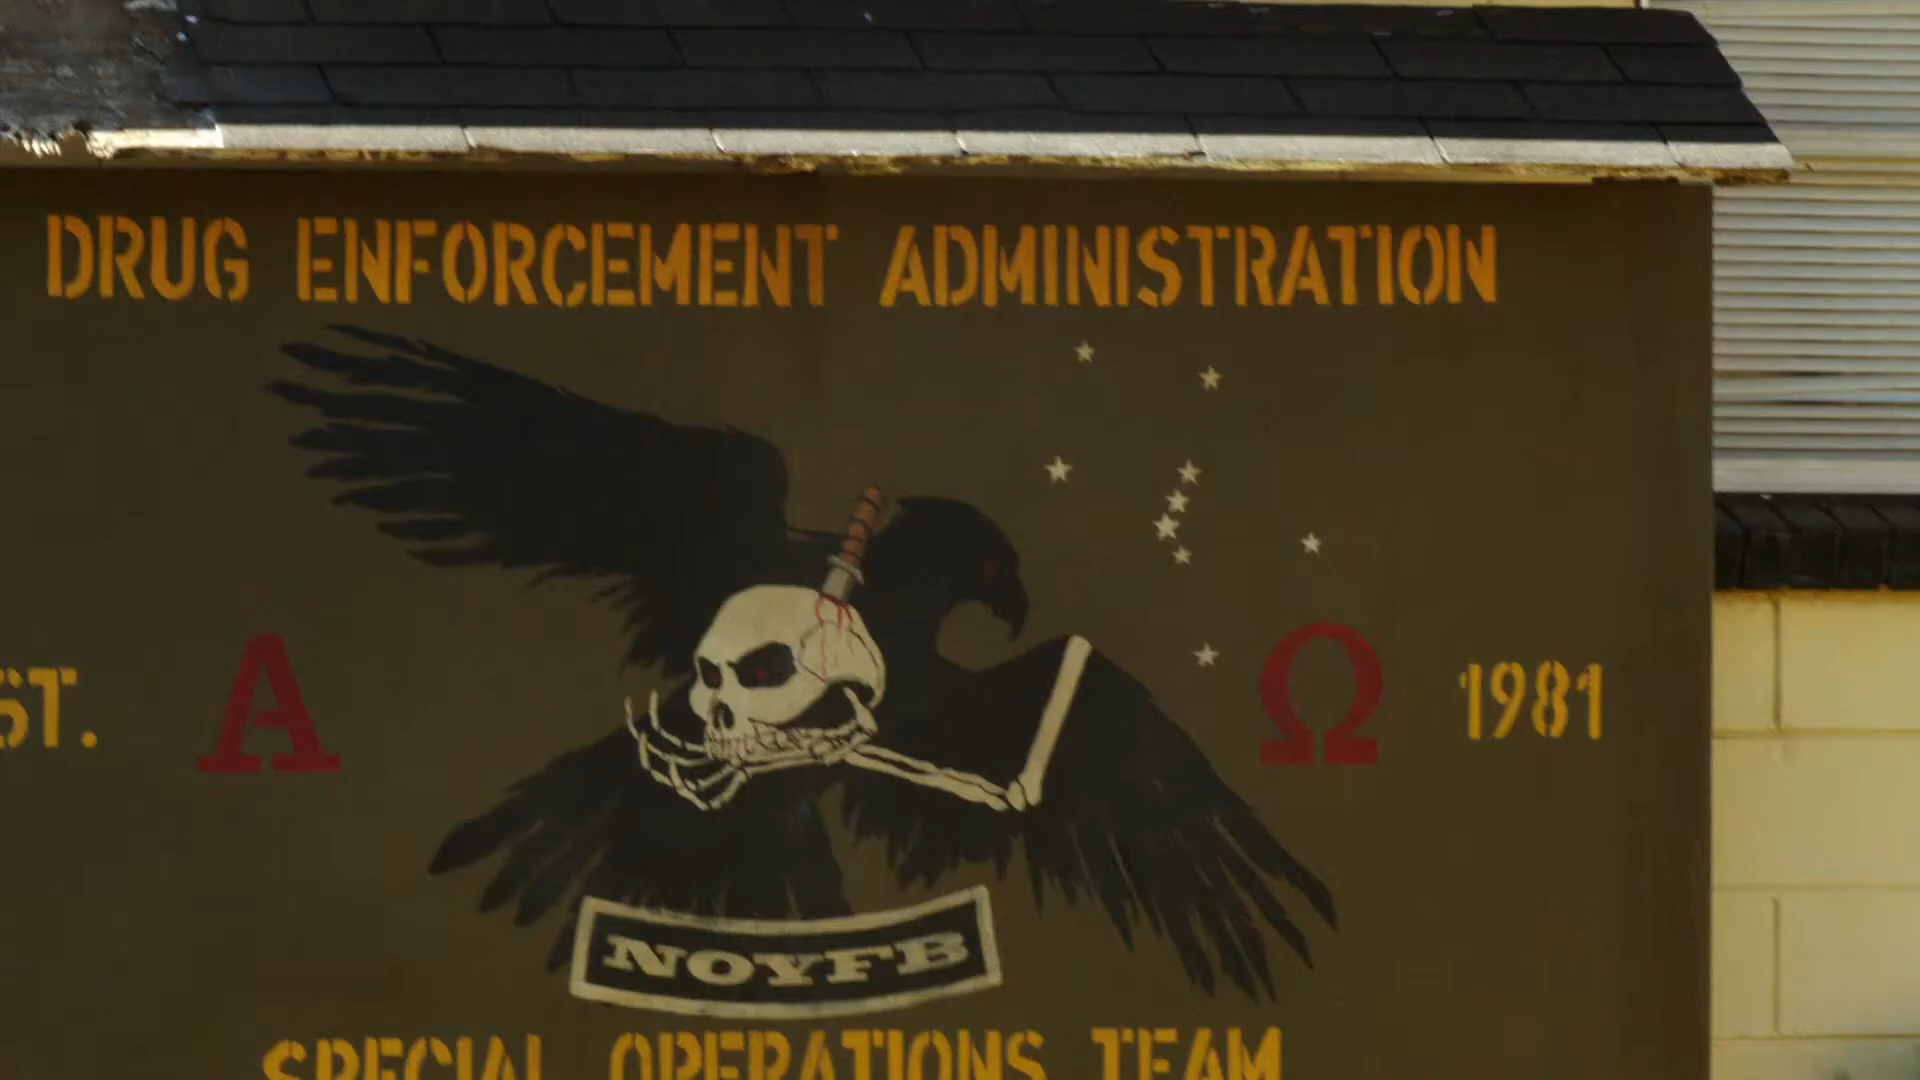 DRUG ENFORCEMENT ADMINISTRATION
ST. Α Ω 1981
NOYFB
SPECIAL OPERATIONS TEAM